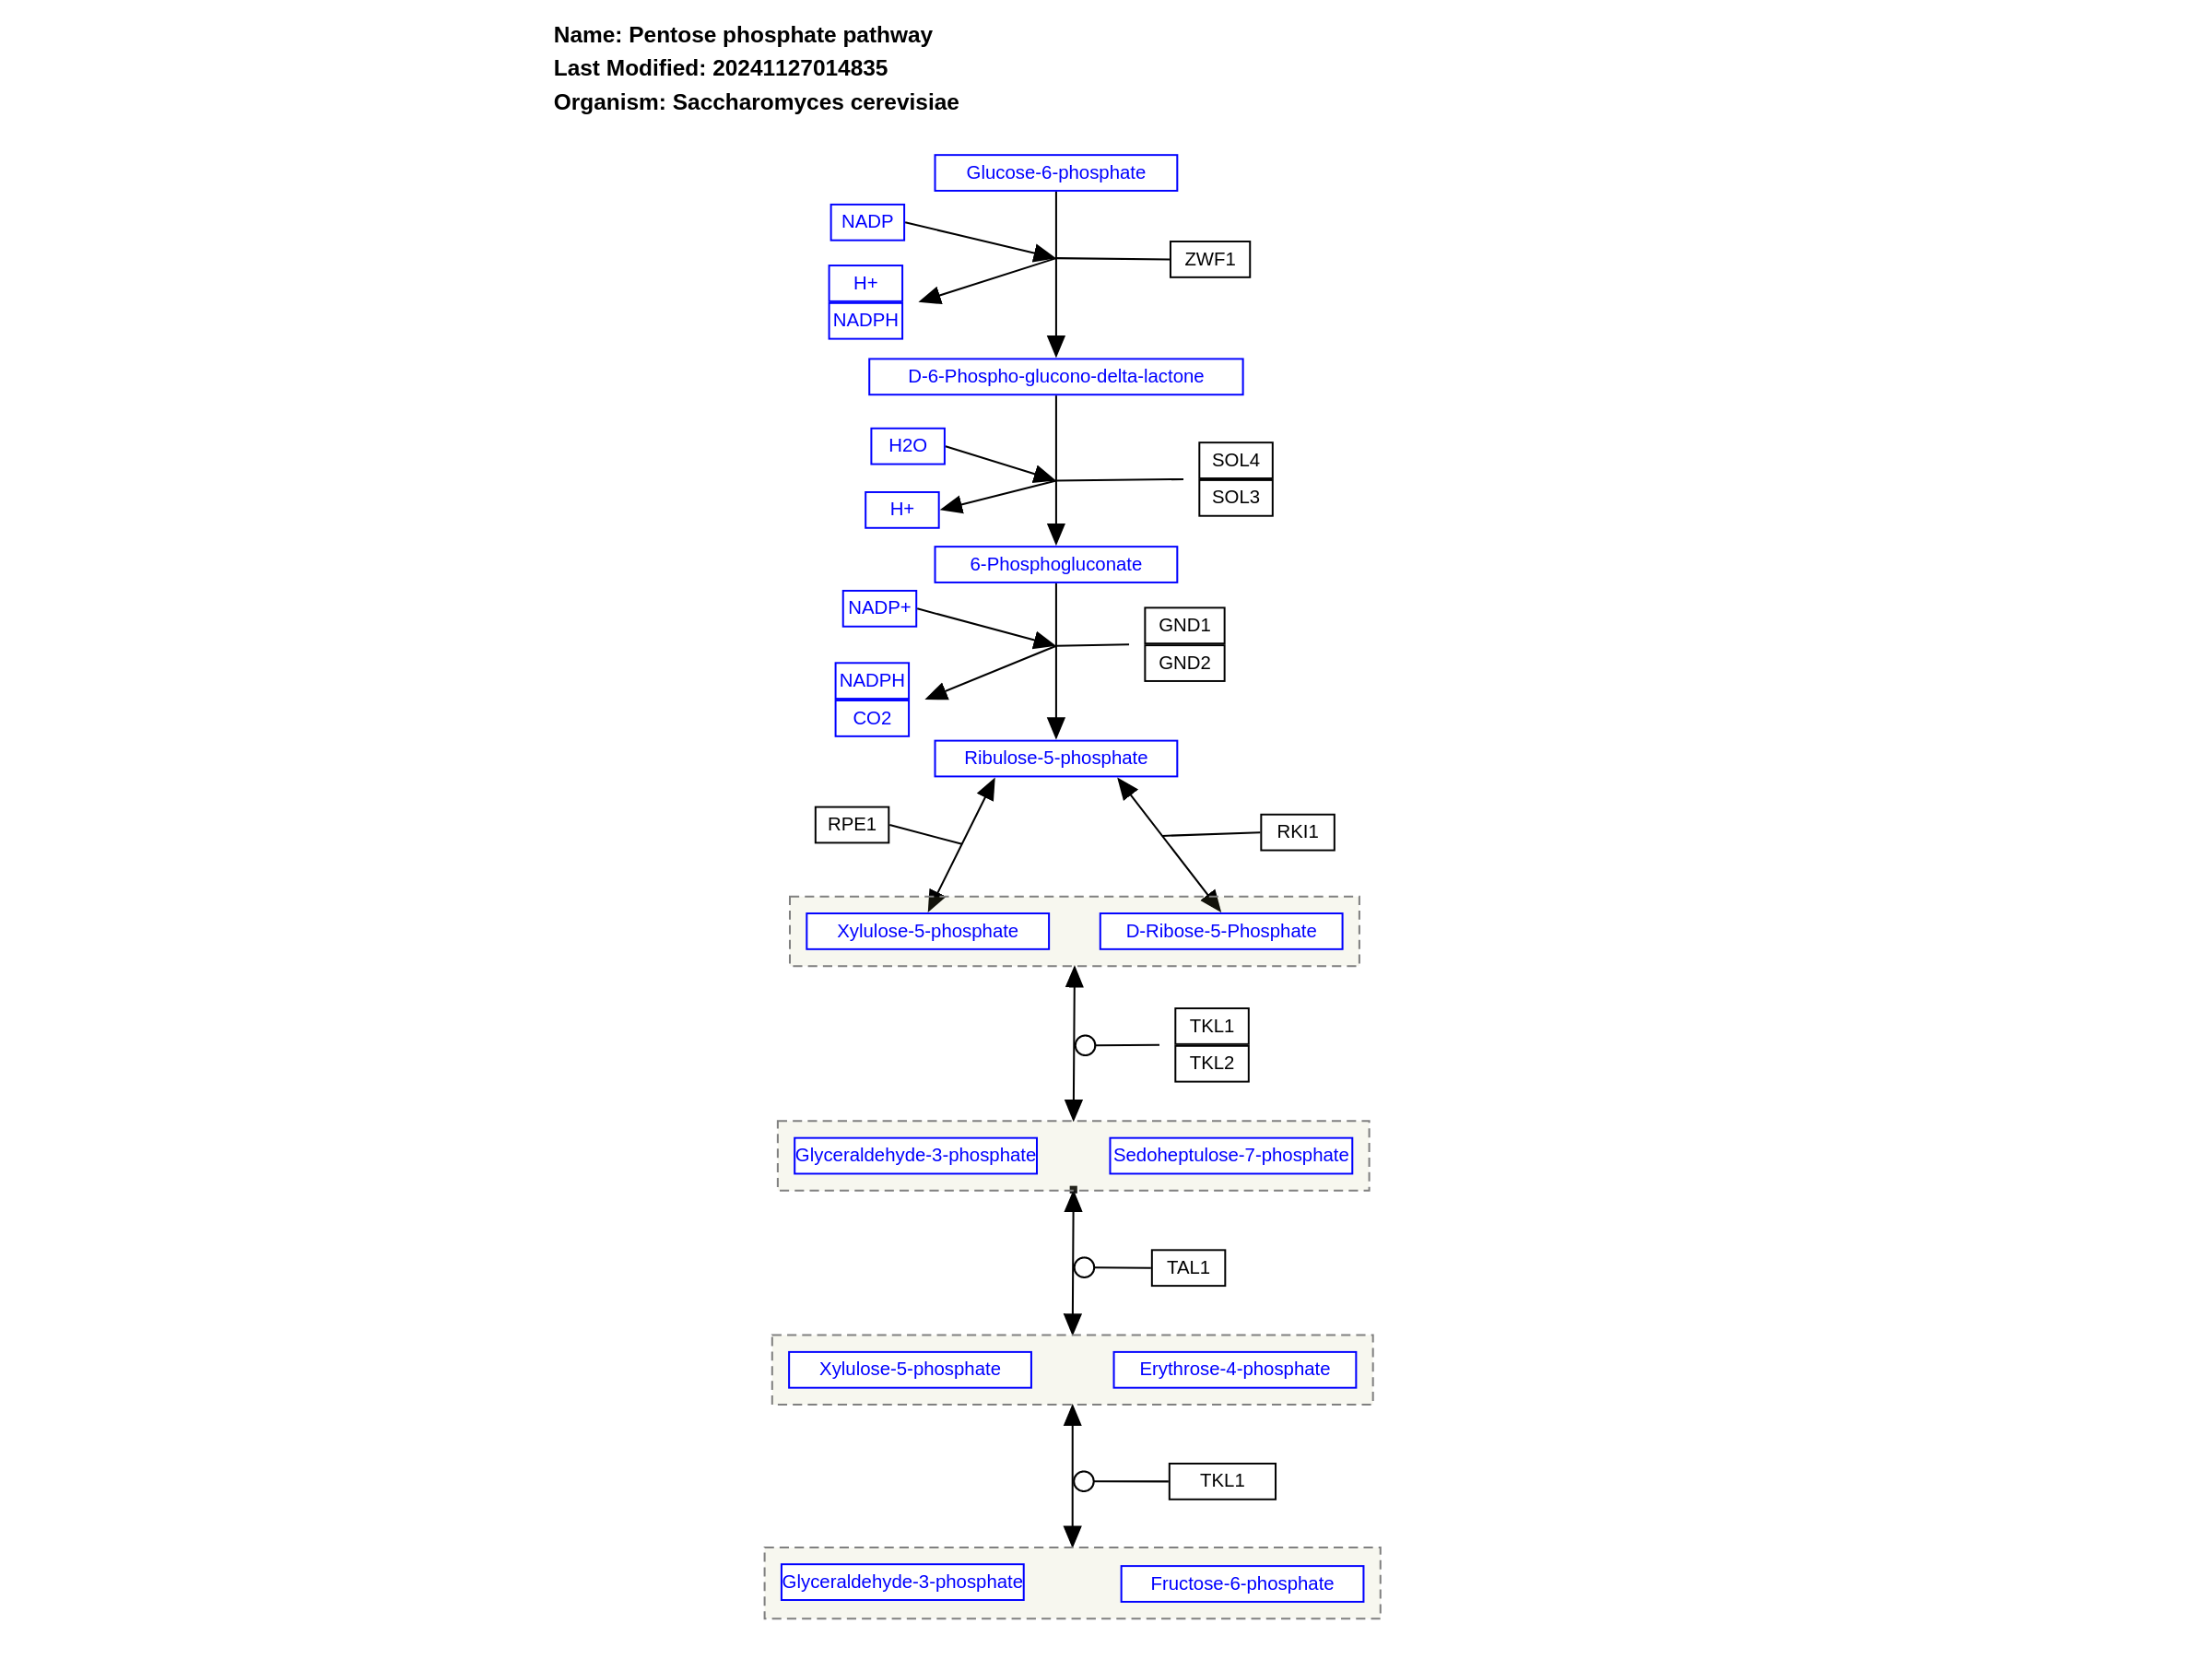 Name: Pentose phosphate pathway
Last Modified: 20241127014835
Organism: Saccharomyces cerevisiae
Glucose-6-phosphate
NADP
ZWF1
H+
NADPH
D-6-Phospho-glucono-delta-lactone
H2O
SOL4
SOL3
H+
6-Phosphogluconate
NADP+
GND1
GND2
NADPH
CO2
Ribulose-5-phosphate
RPE1
RKI1
Xylulose-5-phosphate
D-Ribose-5-Phosphate
TKL1
TKL2
Glyceraldehyde-3-phosphate
Sedoheptulose-7-phosphate
TAL1
Xylulose-5-phosphate
Erythrose-4-phosphate
TKL1
Glyceraldehyde-3-phosphate
Fructose-6-phosphate